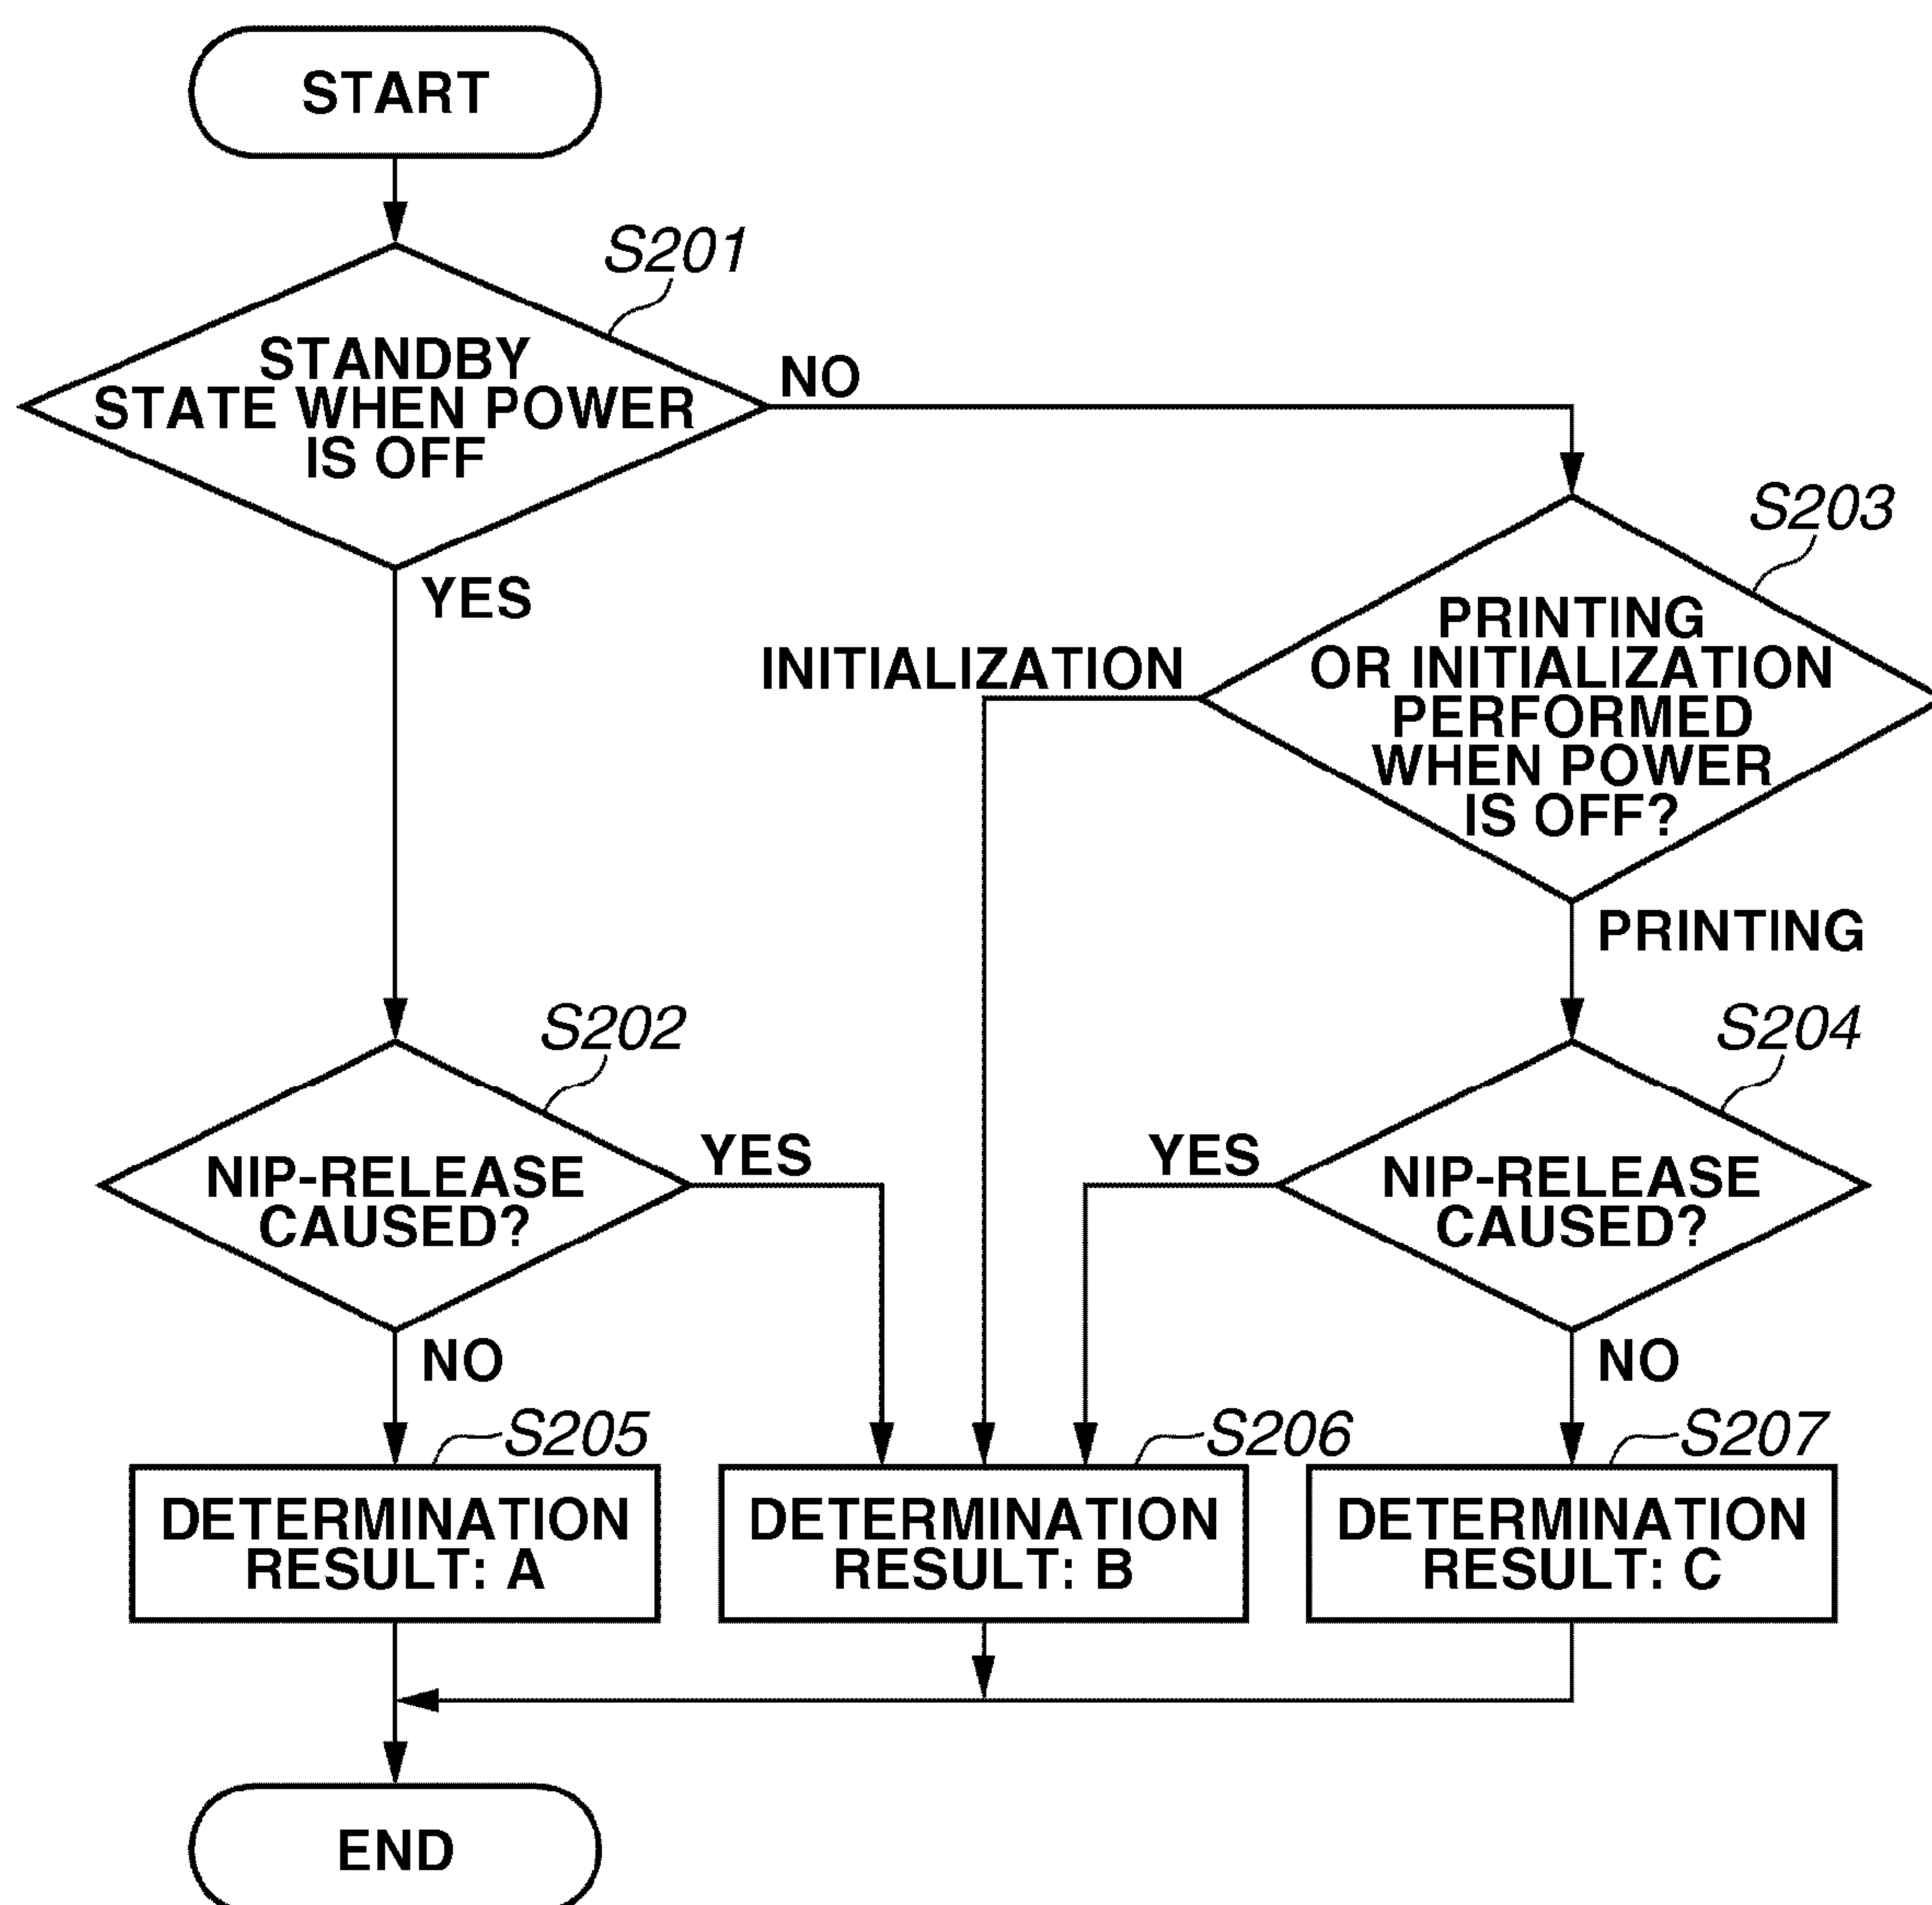 START
S201
STANDBY
STATE WHEN POWER
IS OFF
NO
YES
S203
PRINTING
OR INITIALIZATION
PERFORMED
WHEN POWER
IS OFF?
INITIALIZATION
PRINTING
S202
NIP-RELEASE
CAUSED?
YES
NO
S204
NIP-RELEASE
CAUSED?
YES
NO
S205
DETERMINATION
RESULT: A
S206
DETERMINATION
RESULT: B
S207
DETERMINATION
RESULT: C
END